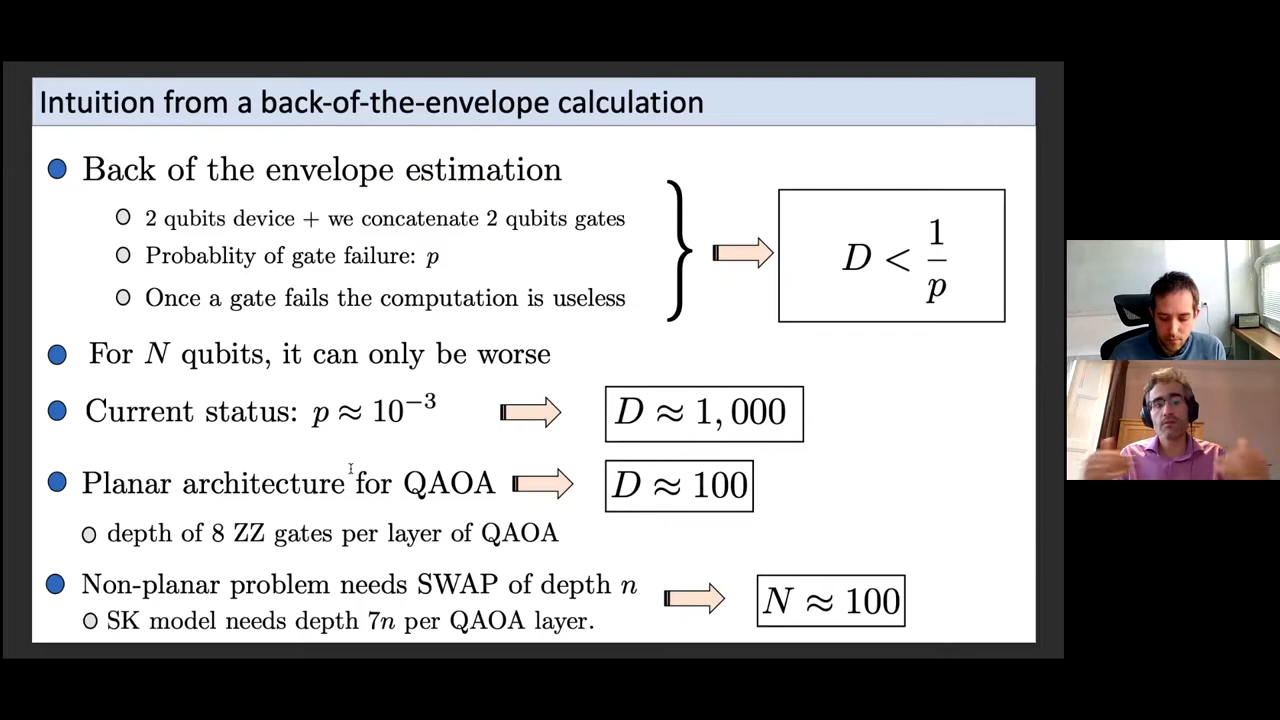 Intuition from a back-of-the-envelope calculation
Back of the envelope estimation
2 qubits device + we concatenate 2 qubits gates
Probablity of gate failure: p
Once a gate fails the computation is useless
D < 1/p
For N qubits, it can only be worse
Current status: p ≈ 10⁻³
D ≈ 1,000
Planar architecture for QAOA
D ≈ 100
depth of 8 ZZ gates per layer of QAOA
Non-planar problem needs SWAP of depth n
N ≈ 100
SK model needs depth 7n per QAOA layer.